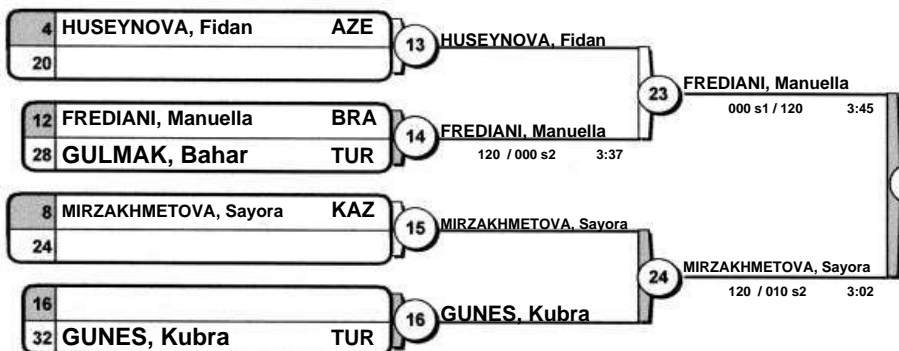 4 HUSEYNOVA, Fidan AZE
20
13
HUSEYNOVA, Fidan
12 FREDIANI, Manuella BRA
28 GULMAK, Bahar TUR
14
FREDIANI, Manuella
120 / 000 s2 3:37
23
FREDIANI, Manuella
000 s1 / 120 3:45
8 MIRZAKHMETOVA, Sayora KAZ
24
15
MIRZAKHMETOVA, Sayora
16
32 GUNES, Kubra TUR
16
GUNES, Kubra
24
MIRZAKHMETOVA, Sayora
120 / 010 s2 3:02